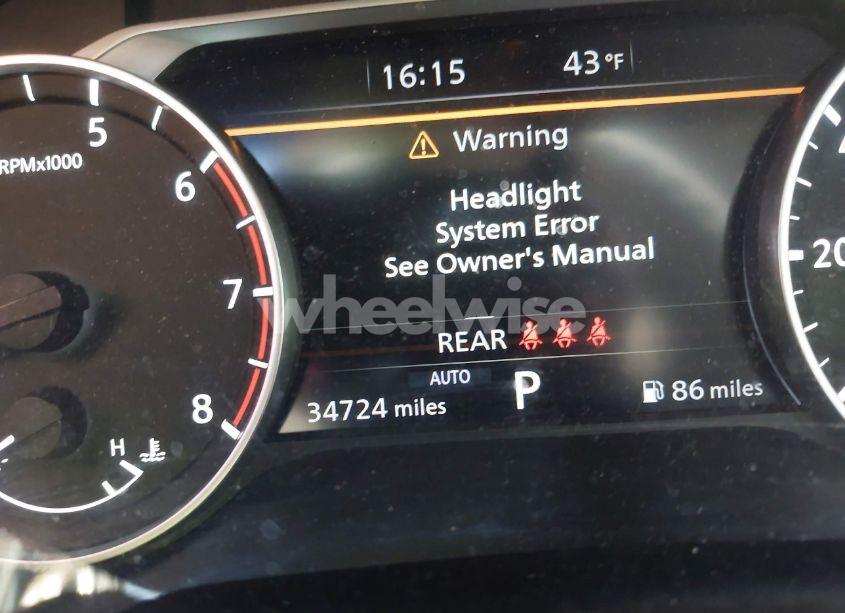 16:15 43°F
5
RPMx1000
Warning
6
Headlight
System Error
See Owner's Manual
20
7
wheelwise
REAR
AUTO
8
34724 miles P 86 miles
H